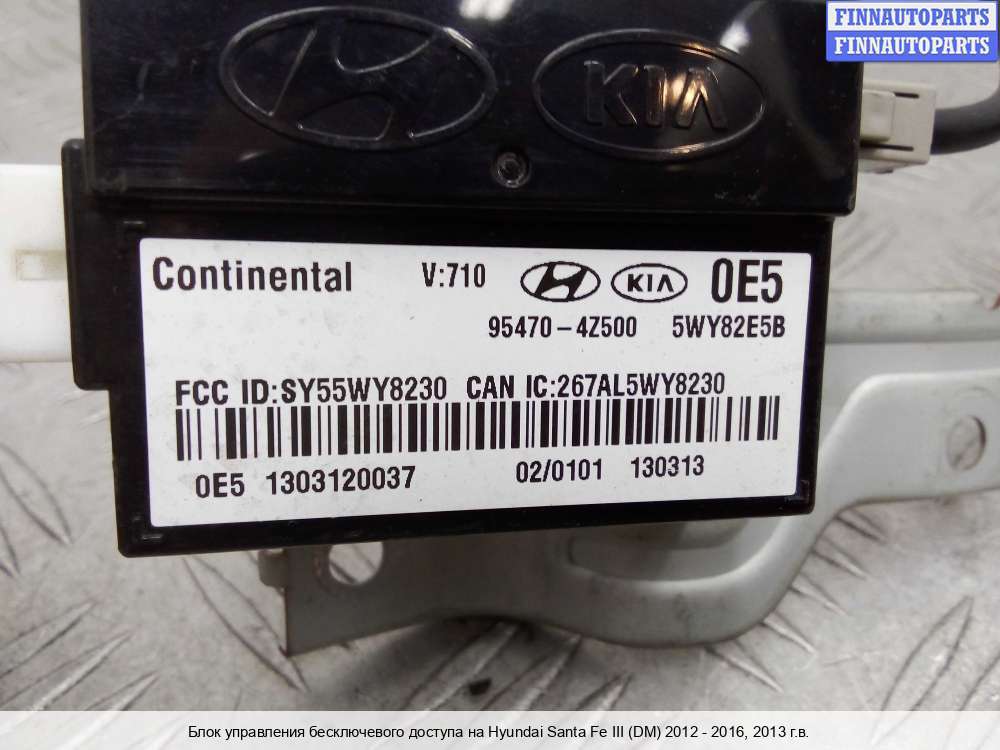 FINNAUTOPARTS
FINNAUTOPARTS
KIA
Continental V:710 KIA 0E5
95470-4Z500 5WY82E5B
FCC ID:SY55WY8230 CAN IC:267AL5WY8230
0E5 1303120037 02/0101 130313
Блок управления бесключевого доступа на Hyundai Santa Fe III (DM) 2012 - 2016, 2013 г.в.